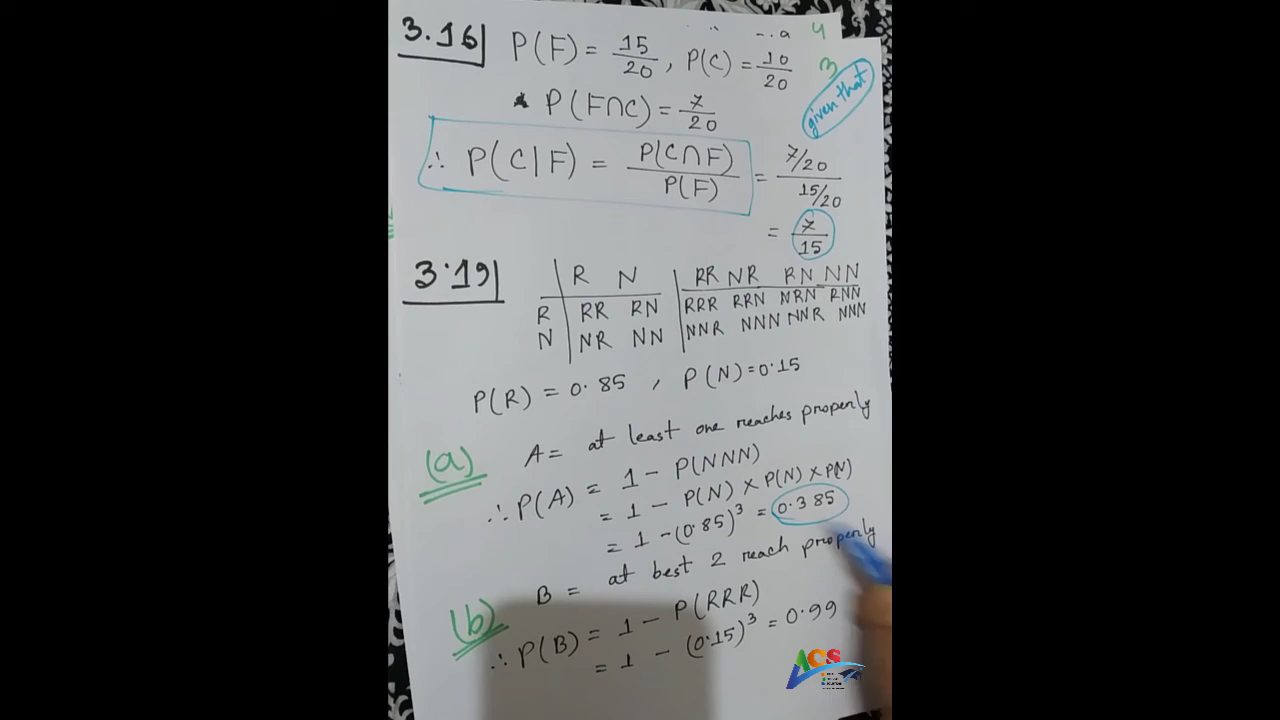 4
3.16 P(F) = 15/20, P(C) = 10/20
3
given that
P(F∩C) = 7/20
∴ P(C|F) = P(C∩F)/P(F) = 7/20 / 15/20
= 7/15
3.19
R N RR NR RN NN
R RR RN RRR RRN NRN RNN
N NR NN NNR NNN NNR NNN
P(R) = 0.85, P(N)=0.15
(a) A = at least one reaches properly
∴ P(A) = 1 - P(NNN)
= 1 - P(N) × P(N) × P(N)
= 1 - (0.85)³ = 0.385
(b) B = at best 2 reach properly
∴ P(B) = 1 - P(RRR)
= 1 - (0.15)³ = 0.99
ACS